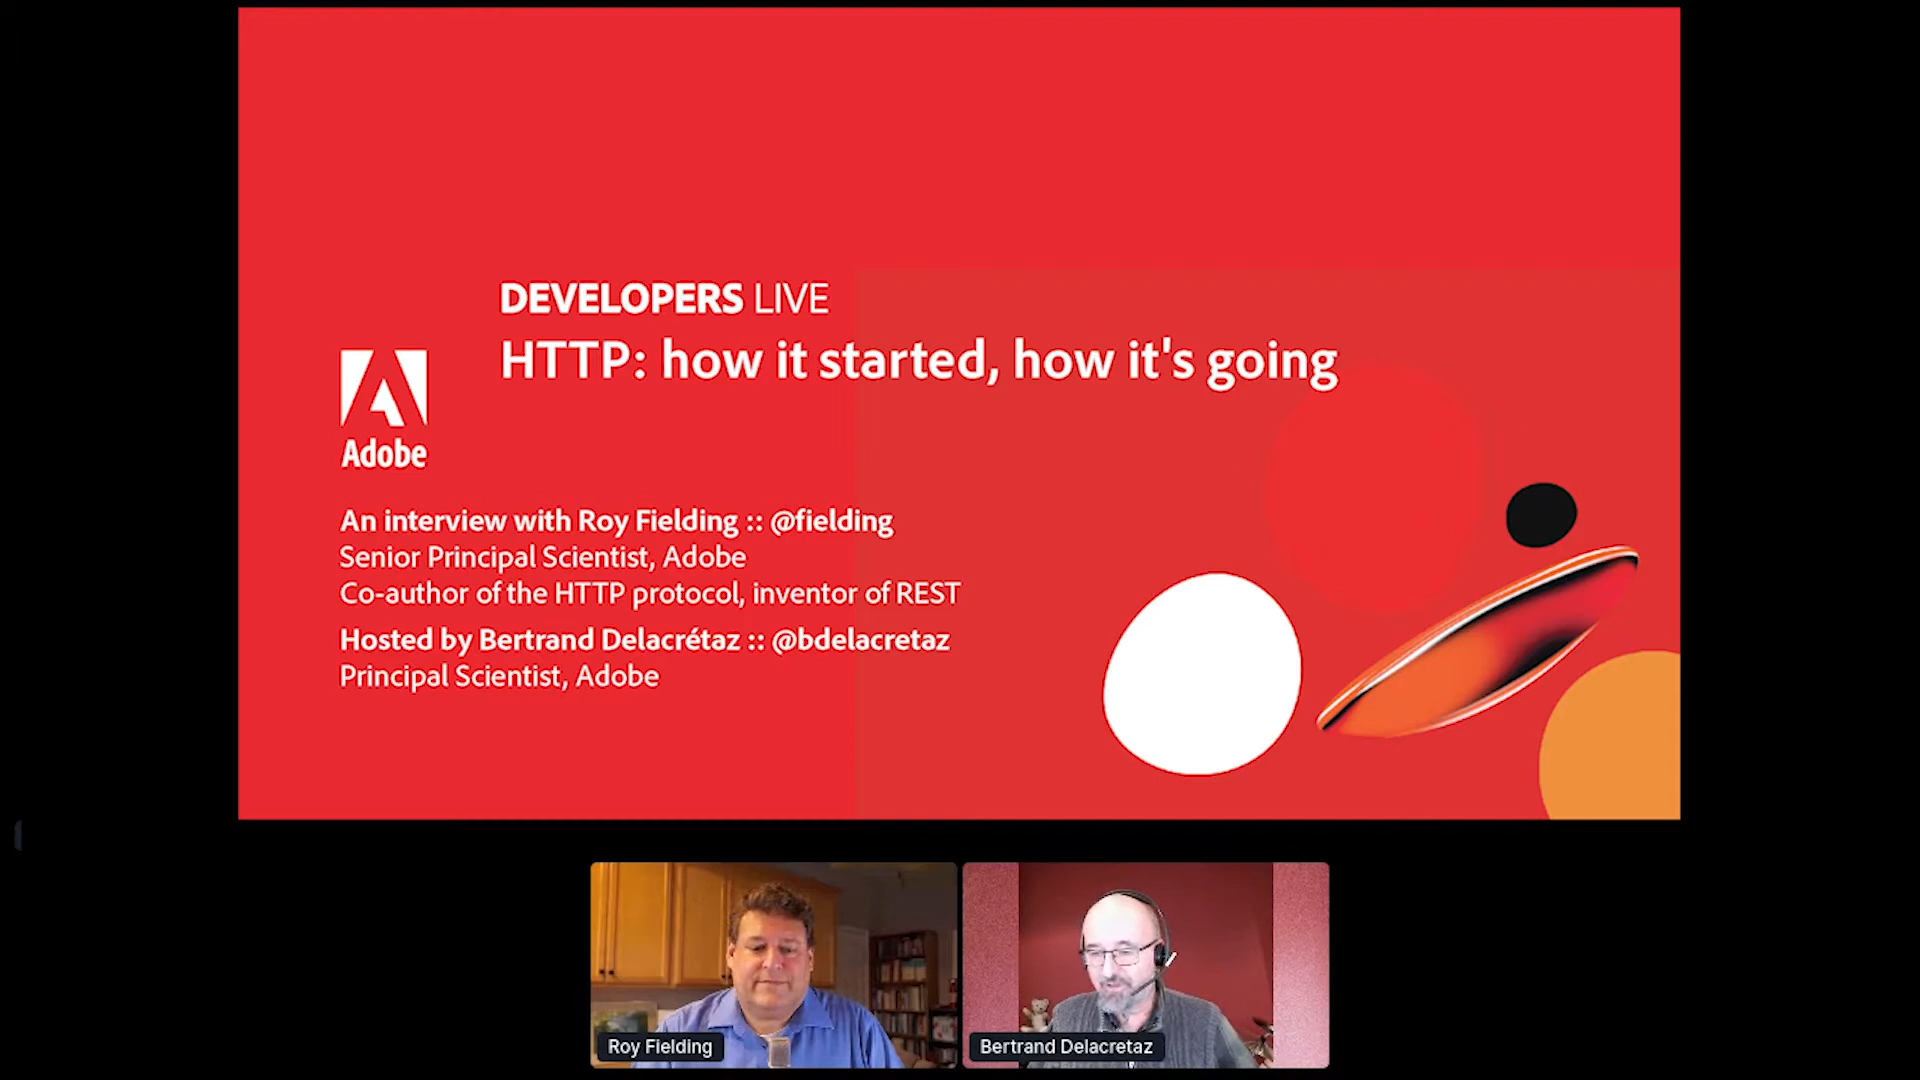 DEVELOPERS LIVE
HTTP: how it started, how it's going
Adobe
An interview with Roy Fielding :: @fielding
Senior Principal Scientist, Adobe
Co-author of the HTTP protocol, inventor of REST
Hosted by Bertrand Delacrétaz :: @bdelacretaz
Principal Scientist, Adobe
Roy Fielding
Bertrand Delacretaz